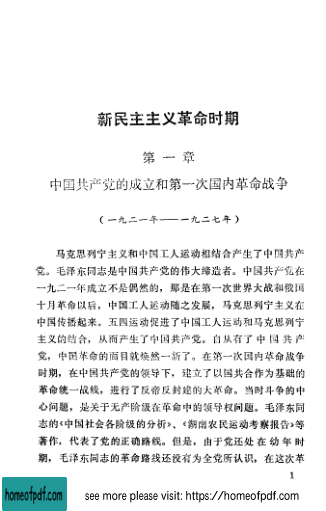 新民主主义革命时期
第一章
中国共产党的成立和第一次国内革命战争
（一九二一年——一九二七年）
马克思列宁主义和中国工人运动相结合产生了中国共产
党。毛泽东同志是中国共产党的伟大缔造者。中国共产党在
一九二一年成立不是偶然的，那是在第一次世界大战和俄国
十月革命以后，中国工人运动随之发展，马克思列宁主义在
中国传播起来。五四运动促进了中国工人运动和马克思列宁
主义的结合，从而产生了中国共产党。自从有了中国共产
党，中国革命的面目就焕然一新了。在第一次国内革命战争
时期，在中国共产党的领导下，建立了以国共合作为基础的
革命统一战线，进行了反帝反封建的大革命。当时斗争的中
心问题，是关于无产阶级在革命中的领导权问题。毛泽东同
志的《中国社会各阶级的分析》、《湖南农民运动考察报告》等
著作，代表了党的正确路线。但是，由于党还处在幼年时
期，毛泽东同志的革命路线还没有为全党所认识，在这次革
1
homeofpdf.com
see more please visit: https://homeofpdf.com